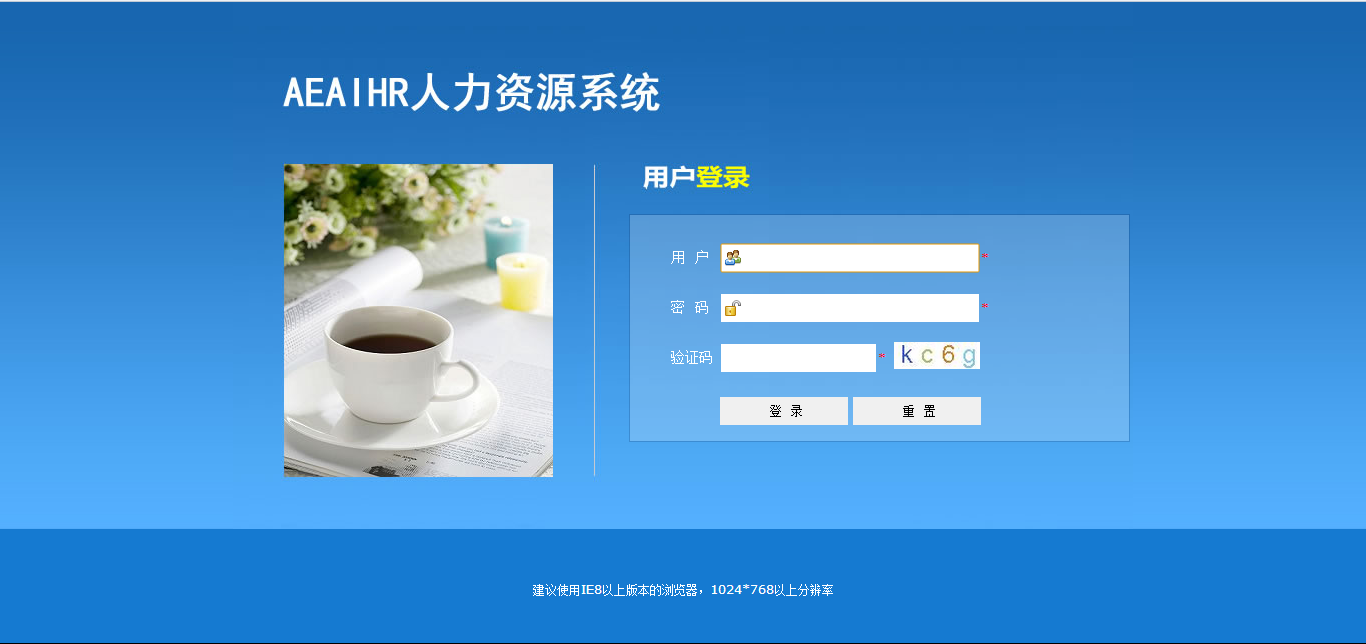 AEAIHR人力资源系统
用户登录
用 户 *
密 码 *
验证码 * kc6g
登 录 重 置
建议使用IE8以上版本的浏览器，1024*768以上分辨率